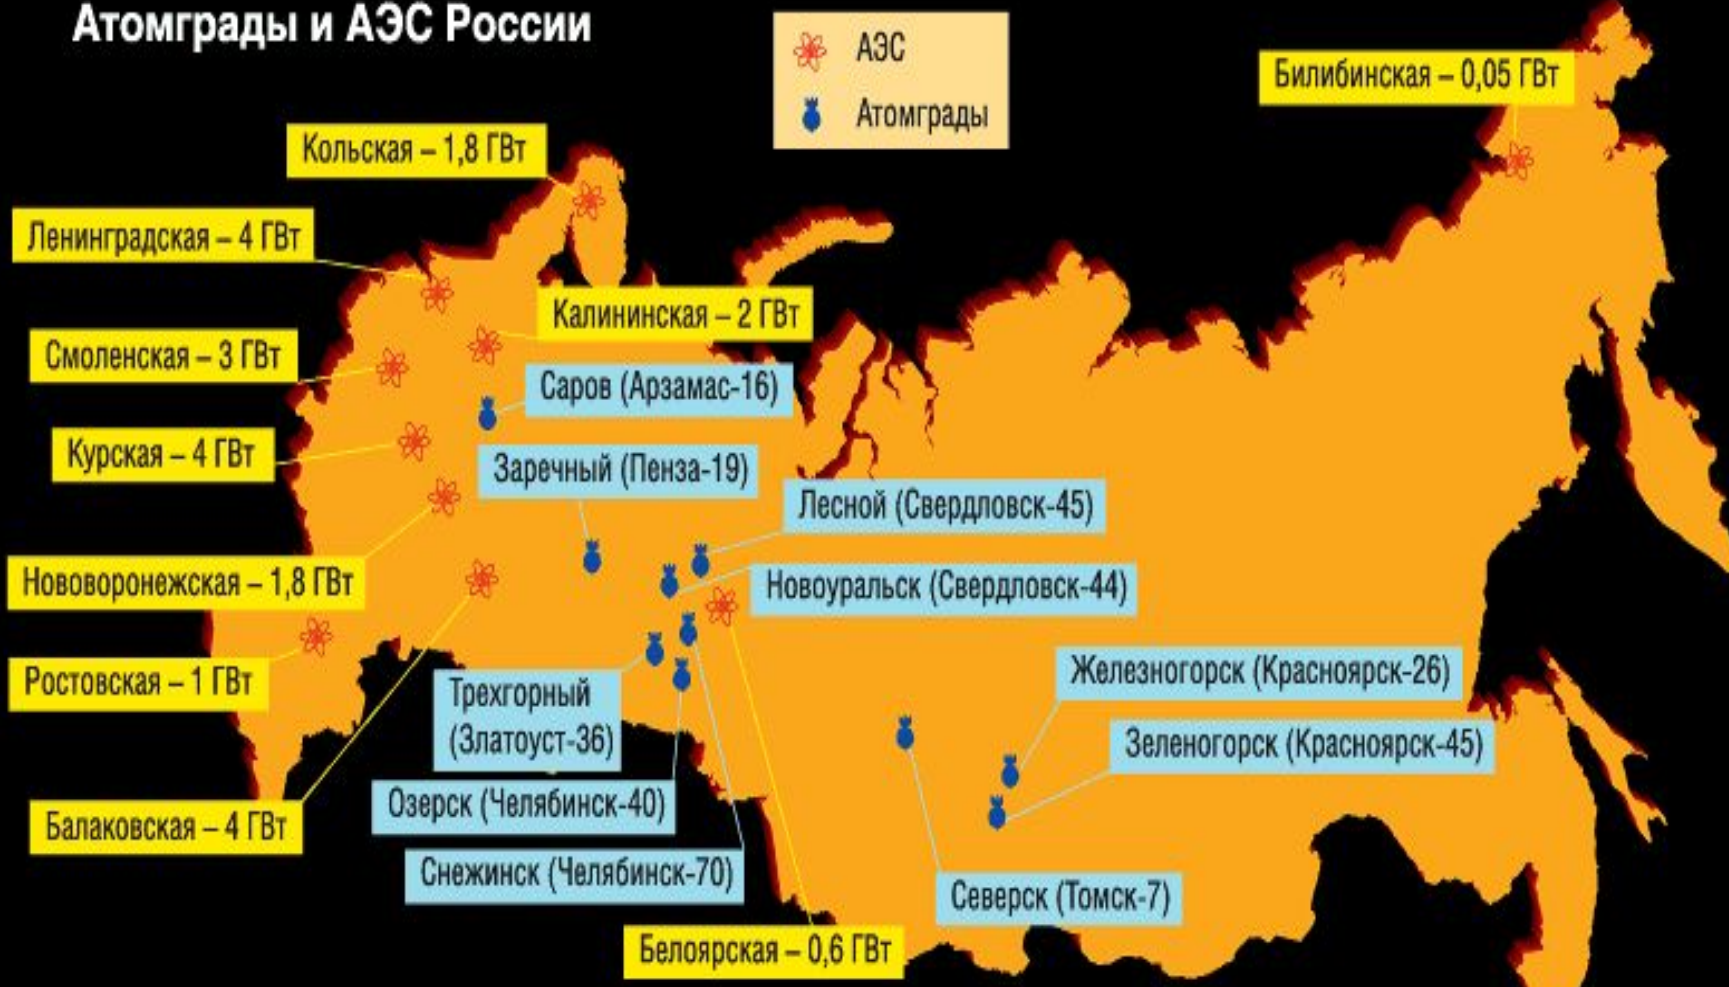 Атомграды и АЭС России
АЭС
Атомграды
Билибинская – 0,05 ГВт
Кольская – 1,8 ГВт
Ленинградская – 4 ГВт
Калининская – 2 ГВт
Смоленская – 3 ГВт
Саров (Арзамас-16)
Курская – 4 ГВт
Заречный (Пенза-19)
Лесной (Свердловск-45)
Нововоронежская – 1,8 ГВт
Новоуральск (Свердловск-44)
Ростовская – 1 ГВт
Трехгорный
(Златоуст-36)
Железногорск (Красноярск-26)
Зеленогорск (Красноярск-45)
Озерск (Челябинск-40)
Балаковская – 4 ГВт
Снежинск (Челябинск-70)
Северск (Томск-7)
Белоярская – 0,6 ГВт